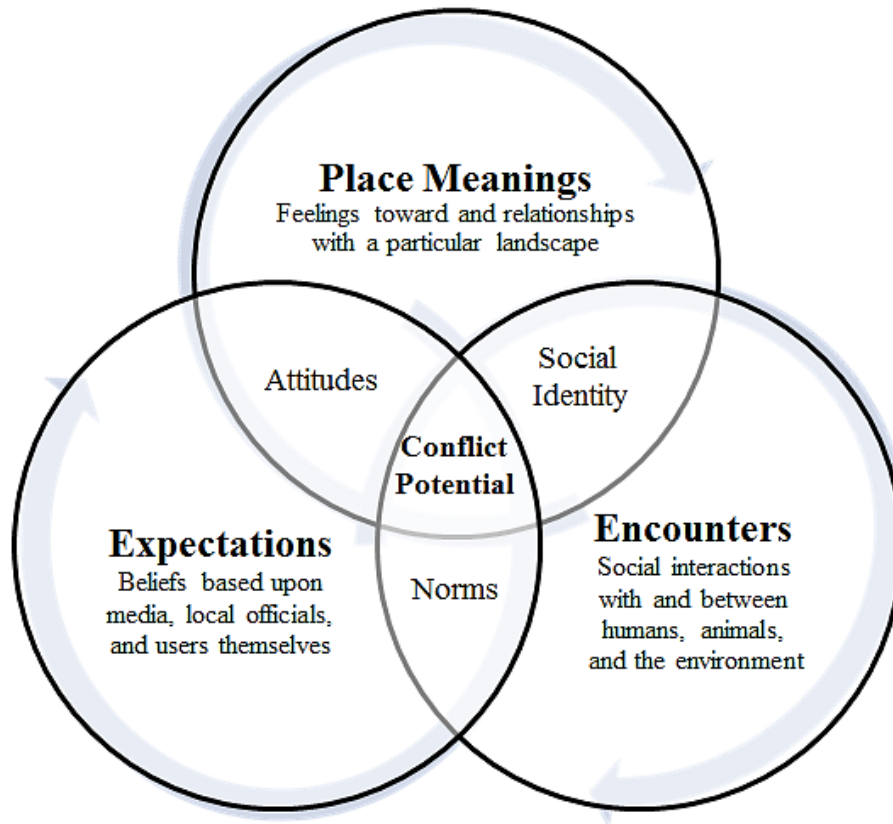 Place Meanings
Feelings toward and relationships
with a particular landscape
Attitudes
Social
Identity
Conflict
Potential
Expectations
Beliefs based upon
media, local officials,
and users themselves
Norms
Encounters
Social interactions
with and between
humans, animals,
and the environment